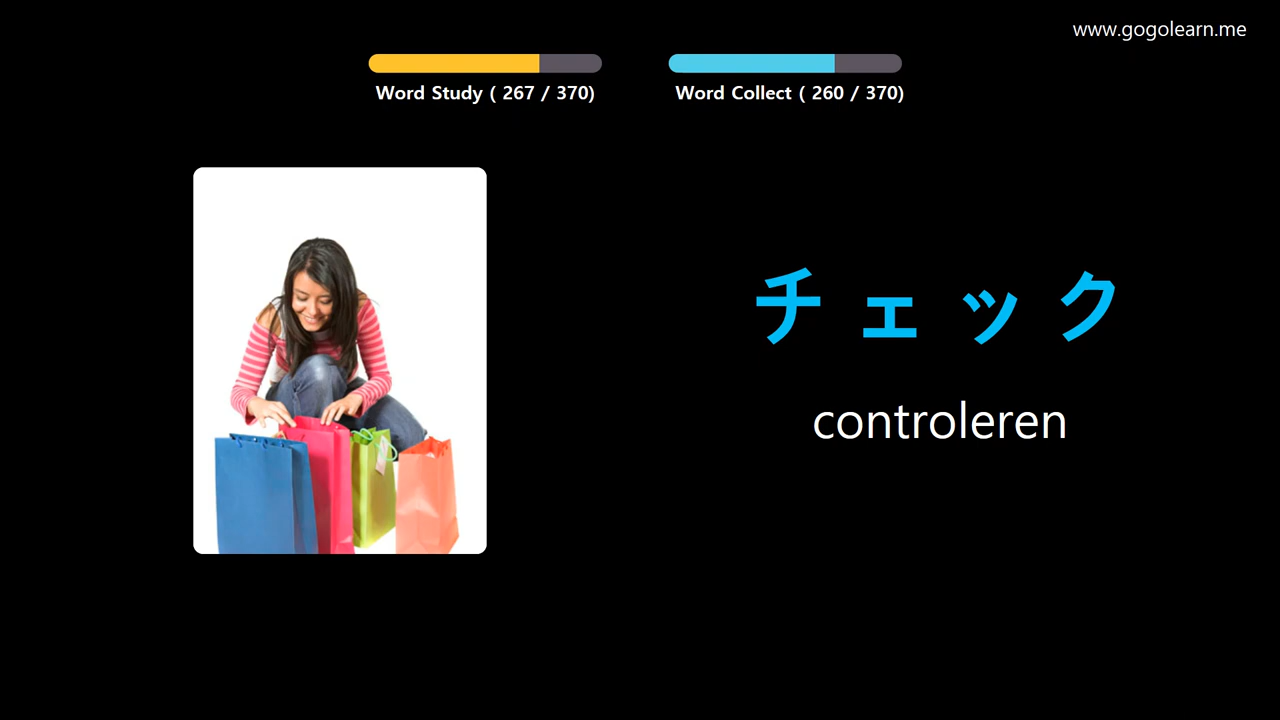 www.gogolearn.me
Word Study ( 267 / 370)
Word Collect ( 260 / 370)
チェック
controleren